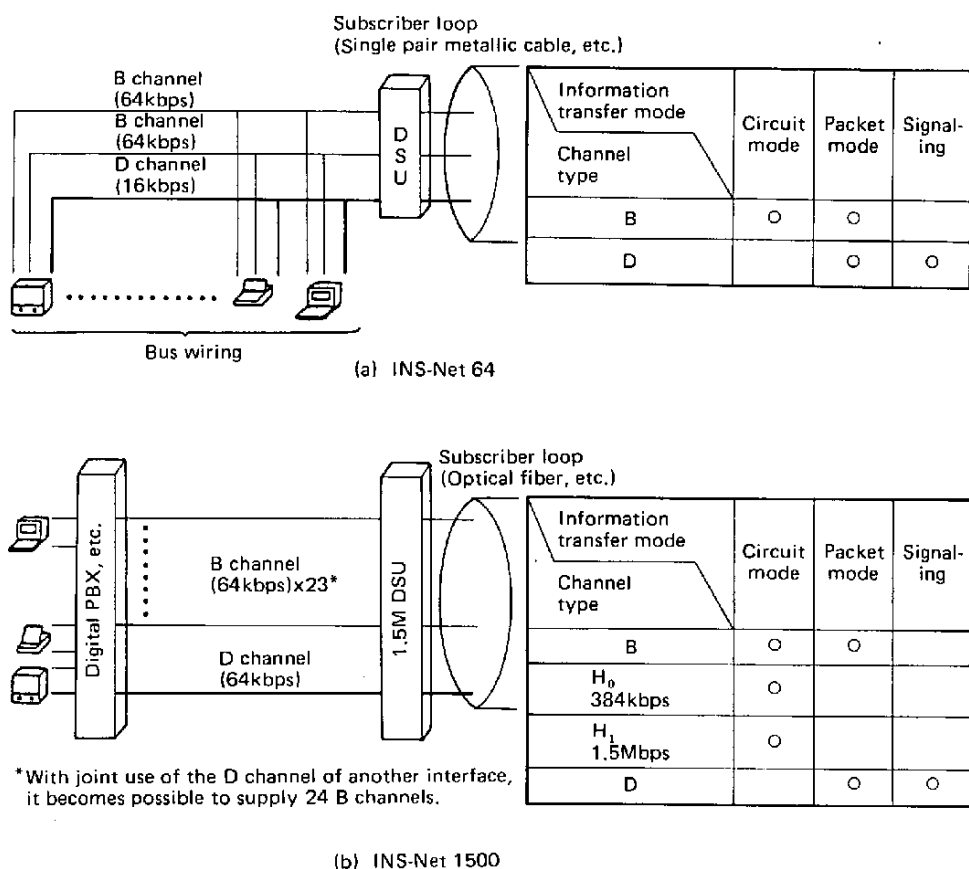 Subscriber loop
(Single pair metallic cable, etc.)
B channel
(64kbps)
B channel
(64kbps)
D channel
(16kbps)
DSU
Bus wiring
Information
transfer mode
Channel
type
Circuit
mode
Packet
mode
Signal-
ing
B ○ ○
D ○ ○
(a) INS-Net 64
Subscriber loop
(Optical fiber, etc.)
Digital PBX, etc.
B channel
(64kbps)x23*
D channel
(64kbps)
1.5M DSU
Information
transfer mode
Channel
type
Circuit
mode
Packet
mode
Signal-
ing
B ○ ○
H₀
384kbps ○
H₁
1.5Mbps ○
D ○ ○
*With joint use of the D channel of another interface,
it becomes possible to supply 24 B channels.
(b) INS-Net 1500